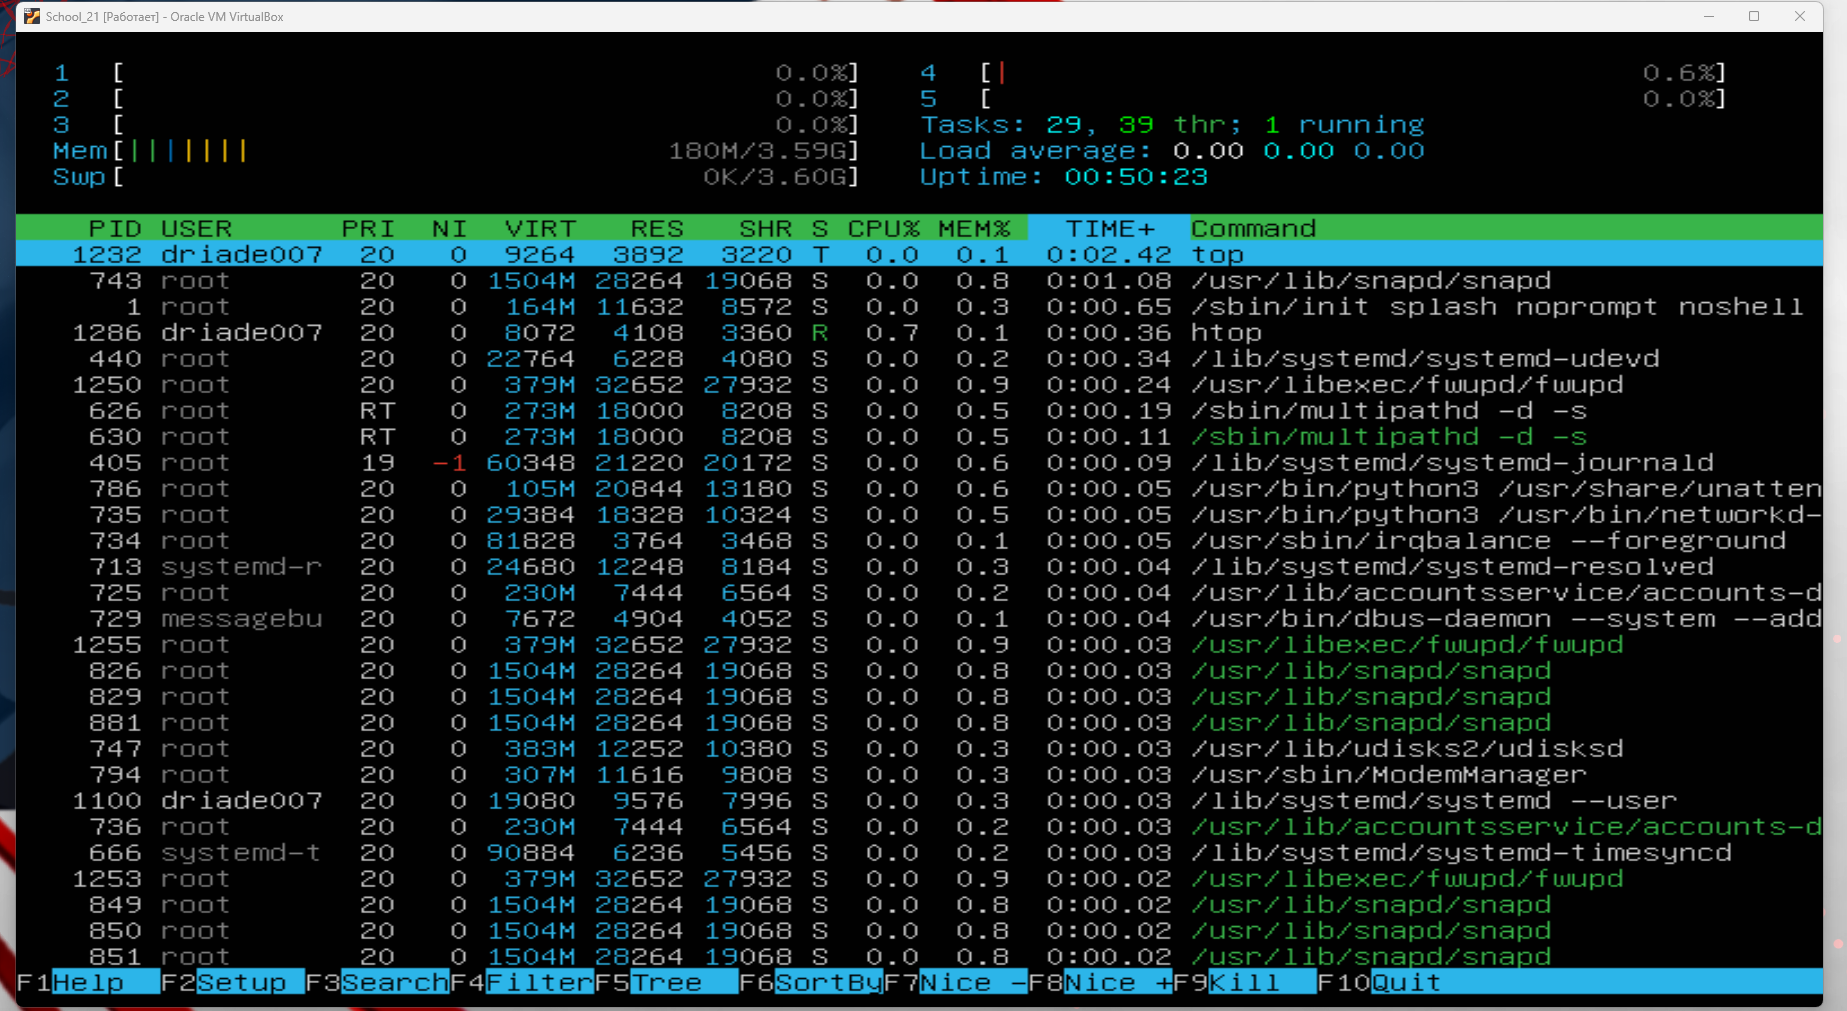 School_21 [Работает] - Oracle VM VirtualBox
1 [ 0.0%] 4 [| 0.6%]
2 [ 0.0%] 5 [ 0.0%]
3 [ 0.0%] Tasks: 29, 39 thr; 1 running
Mem[||||||| 180M/3.59G] Load average: 0.00 0.00 0.00
Swp[ 0K/3.60G] Uptime: 00:50:23
PID USER PRI NI VIRT RES SHR S CPU% MEM% TIME+ Command
1232 driade007 20 0 9264 3892 3220 T 0.0 0.1 0:02.42 top
743 root 20 0 1504M 28264 19068 S 0.0 0.8 0:01.08 /usr/lib/snapd/snapd
1 root 20 0 164M 11632 8572 S 0.0 0.3 0:00.65 /sbin/init splash noprompt noshell
1286 driade007 20 0 8072 4108 3360 R 0.7 0.1 0:00.36 htop
440 root 20 0 22764 6228 4080 S 0.0 0.2 0:00.34 /lib/systemd/systemd-udevd
1250 root 20 0 379M 32652 27932 S 0.0 0.9 0:00.24 /usr/libexec/fwupd/fwupd
626 root RT 0 273M 18000 8208 S 0.0 0.5 0:00.19 /sbin/multipathd -d -s
630 root RT 0 273M 18000 8208 S 0.0 0.5 0:00.11 /sbin/multipathd -d -s
405 root 19 -1 60348 21220 20172 S 0.0 0.6 0:00.09 /lib/systemd/systemd-journald
786 root 20 0 105M 20844 13180 S 0.0 0.6 0:00.05 /usr/bin/python3 /usr/share/unatten
735 root 20 0 29384 18328 10324 S 0.0 0.5 0:00.05 /usr/bin/python3 /usr/bin/networkd-
734 root 20 0 81828 3764 3468 S 0.0 0.1 0:00.05 /usr/sbin/irqbalance --foreground
713 systemd-r 20 0 24680 12248 8184 S 0.0 0.3 0:00.04 /lib/systemd/systemd-resolved
725 root 20 0 230M 7444 6564 S 0.0 0.2 0:00.04 /usr/lib/accountsservice/accounts-d
729 messagebu 20 0 7672 4904 4052 S 0.0 0.1 0:00.04 /usr/bin/dbus-daemon --system --add
1255 root 20 0 379M 32652 27932 S 0.0 0.9 0:00.03 /usr/libexec/fwupd/fwupd
826 root 20 0 1504M 28264 19068 S 0.0 0.8 0:00.03 /usr/lib/snapd/snapd
829 root 20 0 1504M 28264 19068 S 0.0 0.8 0:00.03 /usr/lib/snapd/snapd
881 root 20 0 1504M 28264 19068 S 0.0 0.8 0:00.03 /usr/lib/snapd/snapd
747 root 20 0 383M 12252 10380 S 0.0 0.3 0:00.03 /usr/lib/udisks2/udisksd
794 root 20 0 307M 11616 9808 S 0.0 0.3 0:00.03 /usr/sbin/ModemManager
1100 driade007 20 0 19080 9576 7996 S 0.0 0.3 0:00.03 /lib/systemd/systemd --user
736 root 20 0 230M 7444 6564 S 0.0 0.2 0:00.03 /usr/lib/accountsservice/accounts-d
666 systemd-t 20 0 90884 6236 5456 S 0.0 0.2 0:00.03 /lib/systemd/systemd-timesyncd
1253 root 20 0 379M 32652 27932 S 0.0 0.9 0:00.02 /usr/libexec/fwupd/fwupd
849 root 20 0 1504M 28264 19068 S 0.0 0.8 0:00.02 /usr/lib/snapd/snapd
850 root 20 0 1504M 28264 19068 S 0.0 0.8 0:00.02 /usr/lib/snapd/snapd
851 root 20 0 1504M 28264 19068 S 0.0 0.8 0:00.02 /usr/lib/snapd/snapd
F1Help F2Setup F3SearchF4FilterF5Tree F6SortByF7Nice -F8Nice +F9Kill F10Quit